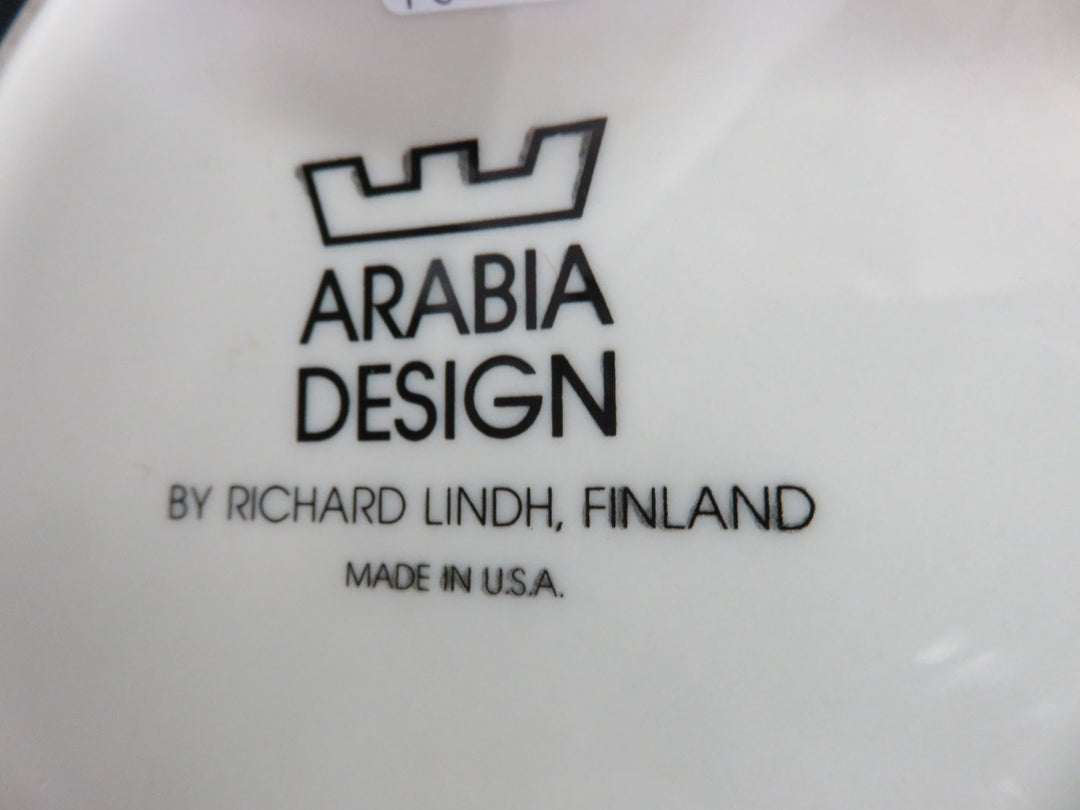 ARABIA
DESIGN
BY RICHARD LINDH, FINLAND
MADE IN U.S.A.